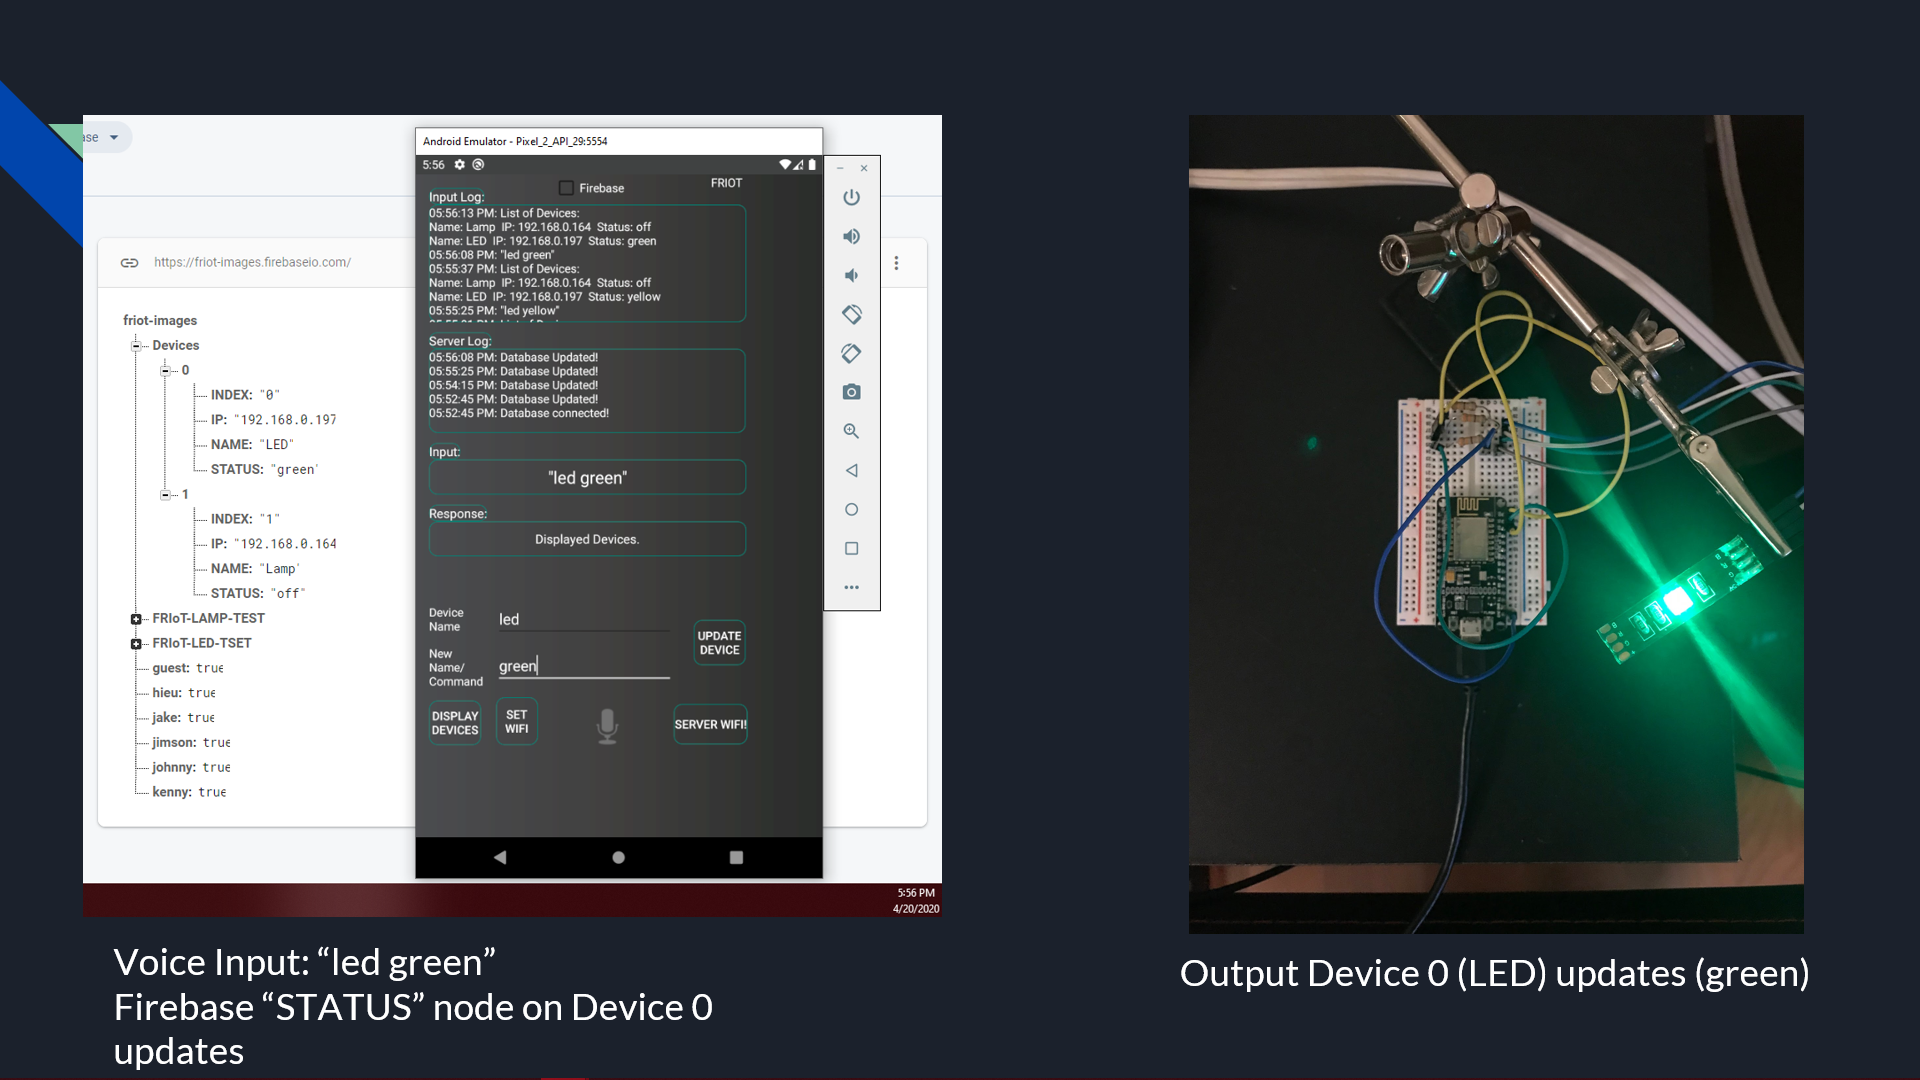 ase
https://friot-images.firebaseio.com/
friot-images
Devices
0
INDEX: "0"
IP: "192.168.0.197
NAME: "LED"
STATUS: "green'
1
INDEX: "1"
IP: "192.168.0.164
NAME: "Lamp'
STATUS: "off"
FRIoT-LAMP-TEST
FRIoT-LED-TSET
guest: true
hieu: true
jake: true
jimson: true
johnny: true
kenny: true
Android Emulator - Pixel_2_API_29:5554
5:56
Firebase
FRIOT
Input Log:
05:56:13 PM: List of Devices:
Name: Lamp IP: 192.168.0.164 Status: off
Name: LED IP: 192.168.0.197 Status: green
05:56:08 PM: "led green"
05:55:37 PM: List of Devices:
Name: Lamp IP: 192.168.0.164 Status: off
Name: LED IP: 192.168.0.197 Status: yellow
05:55:25 PM: "led yellow"
Server Log:
05:56:08 PM: Database Updated!
05:55:25 PM: Database Updated!
05:54:15 PM: Database Updated!
05:52:45 PM: Database Updated!
05:52:45 PM: Database connected!
Input:
"led green"
Response:
Displayed Devices.
Device
Name
led
New
Name/
Command
green
UPDATE
DEVICE
DISPLAY
DEVICES
SET
WIFI
SERVER WIFI!
5:56 PM
4/20/2020
Voice Input: “led green”
Firebase “STATUS” node on Device 0
updates
Output Device 0 (LED) updates (green)